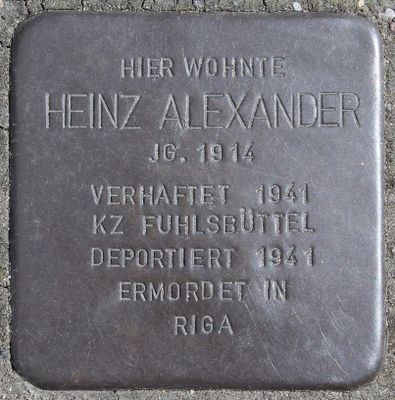 HIER WOHNTE
HEINZ ALEXANDER
JG. 1914
VERHAFTET 1941
KZ FUHLSBÜTTEL
DEPORTIERT 1941
ERMORDET IN
RIGA